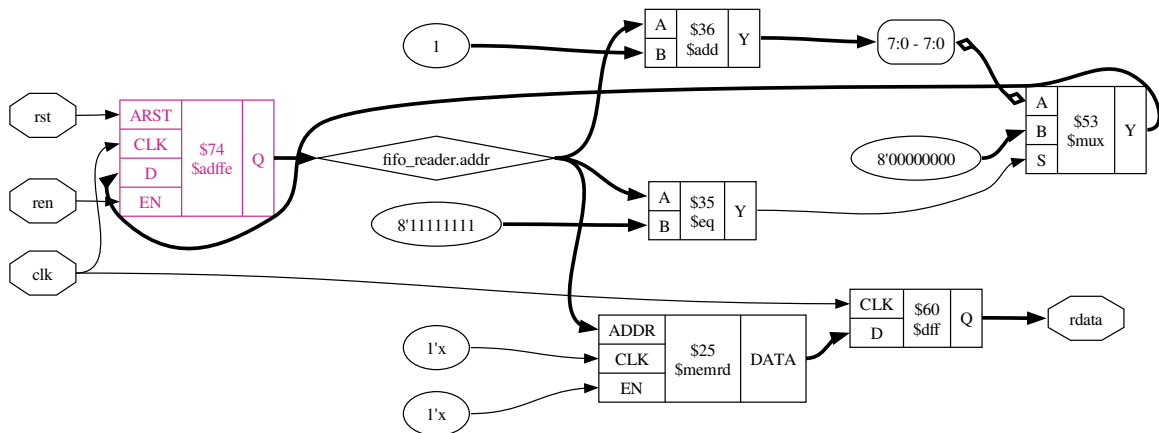 rst
ren
clk
ARST
CLK
D
EN
$74
$adffe
Q
fifo_reader.addr
1
8'11111111
1'x
1'x
A
B
$36
$add
Y
A
B
$35
$eq
Y
ADDR
CLK
EN
$25
$memrd
DATA
7:0 - 7:0
8'00000000
CLK
D
$60
$dff
Q
A
B
S
$53
$mux
Y
rdata